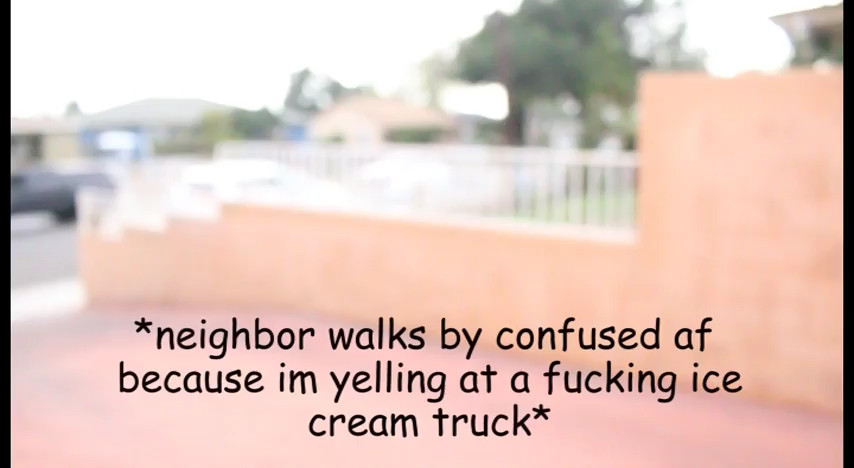 *neighbor walks by confused af
because im yelling at a fucking ice
cream truck*